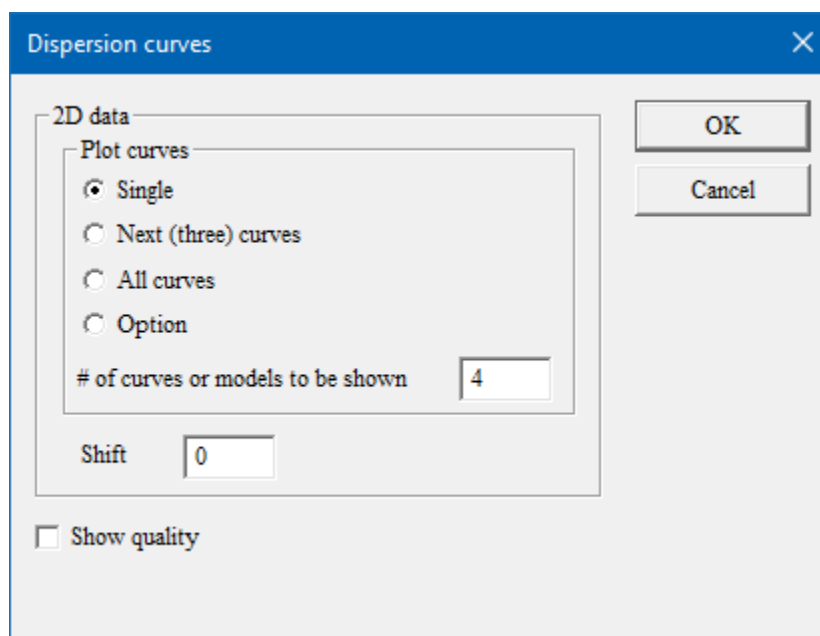 Dispersion curves
2D data
OK
Plot curves
Single
Cancel
Next (three) curves
All curves
Option
# of curves or models to be shown 4
Shift 0
Show quality